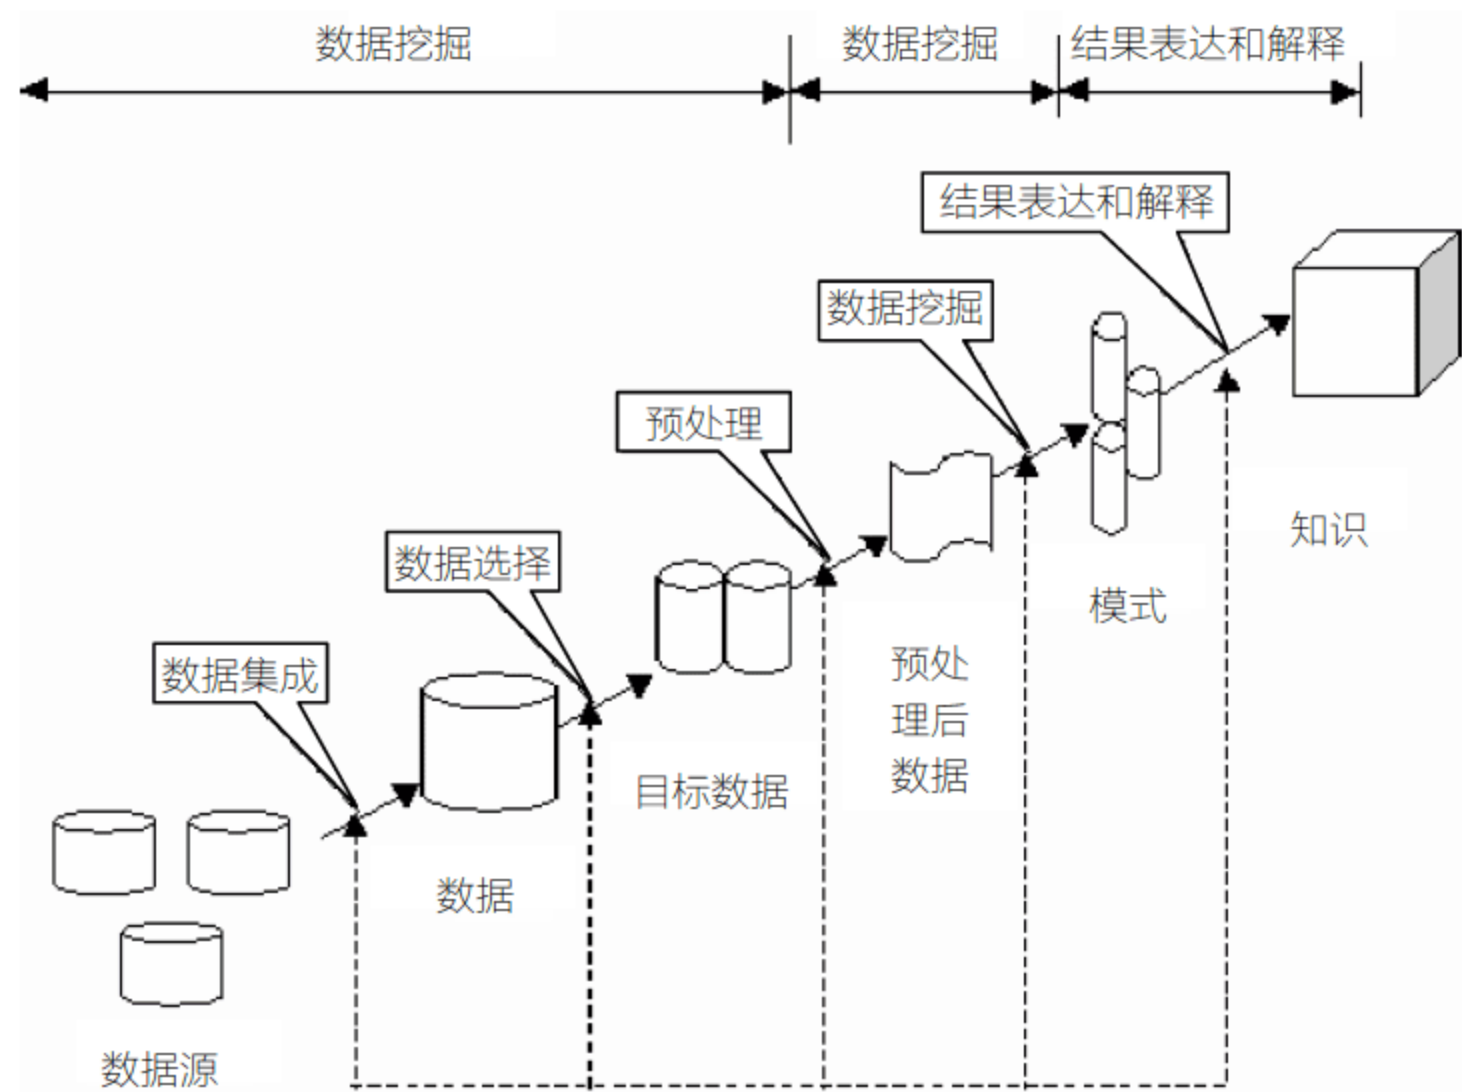 数据挖掘
数据挖掘
结果表达和解释
结果表达和解释
数据挖掘
预处理
数据选择
数据集成
知识
模式
预处
理后
数据
目标数据
数据
数据源